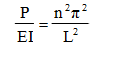 P/EI = n²π²/L²